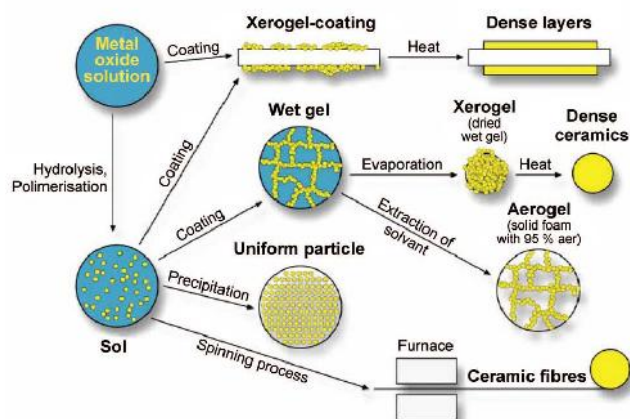 Xerogel-coating
Dense layers
Metal
oxide
solution
Coating
Heat
Hydrolysis,
Polimerisation
Coating
Wet gel
Xerogel
(dried
wet gel)
Dense
ceramics
Evaporation
Heat
Coating
Extraction of
solvant
Aerogel
(solid foam
with 95 % aer)
Uniform particle
Precipitation
Sol
Spinning process
Furnace
Ceramic fibres